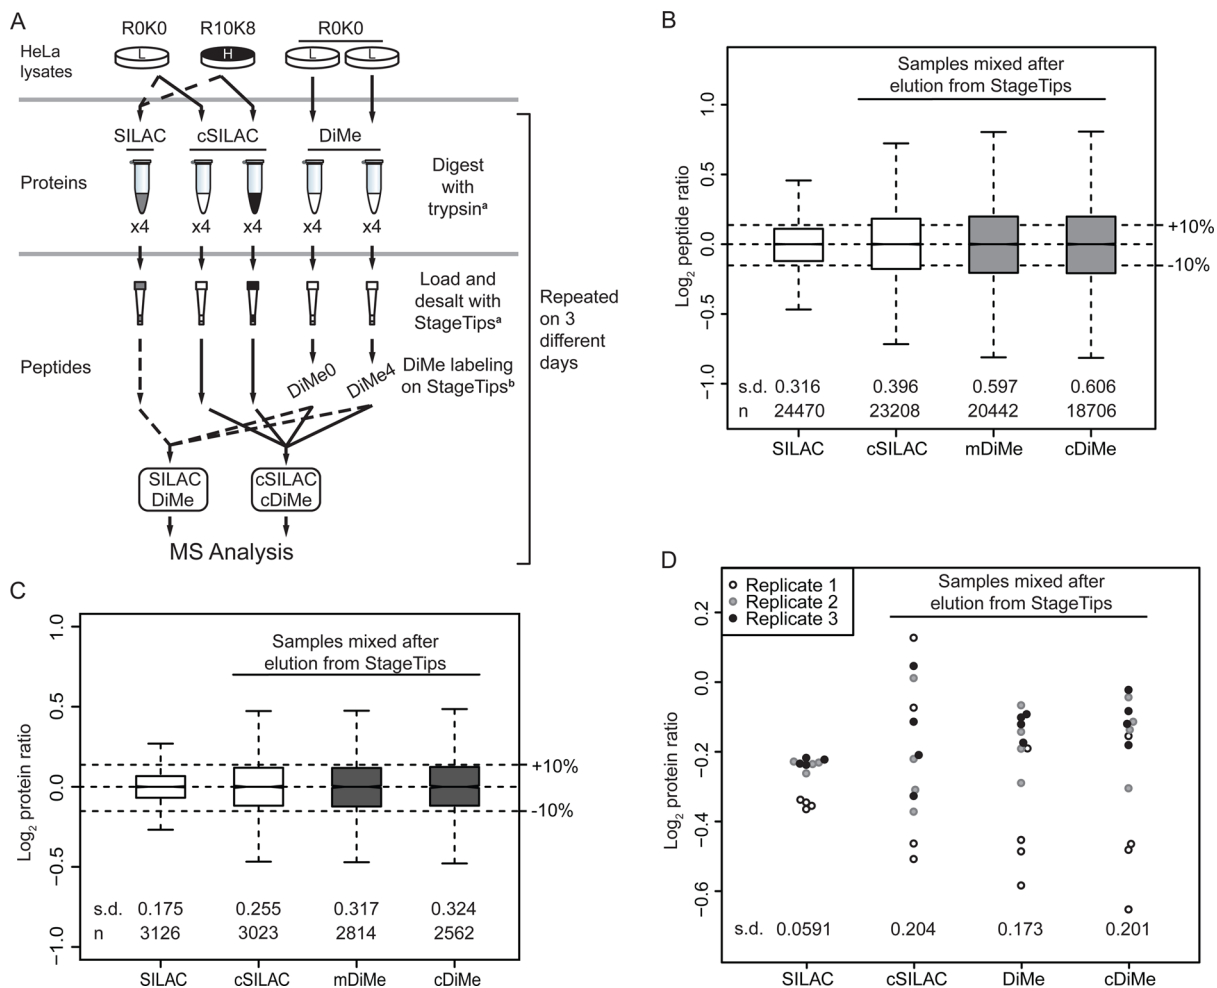 A
R0K0 R10K8 R0K0
HeLa
lysates
L H L L
SILAC cSILAC DiMe
Proteins
Digest
with
trypsinᵃ
x4 x4 x4 x4 x4
Load and
desalt with
StageTipsᵃ
Peptides
DiMe0 DiMe4
DiMe labeling
on StageTipsᵇ
Repeated
on 3
different
days
SILAC
DiMe
cSILAC
cDiMe
MS Analysis
B
Samples mixed after
elution from StageTips
Log₂ peptide ratio
1.0
0.5
0.0
−0.5
−1.0
+10%
-10%
s.d. 0.316 0.396 0.597 0.606
n 24470 23208 20442 18706
SILAC cSILAC mDiMe cDiMe
C
Samples mixed after
elution from StageTips
Log₂ protein ratio
1.0
0.5
0.0
−0.5
−1.0
+10%
-10%
s.d. 0.175 0.255 0.317 0.324
n 3126 3023 2814 2562
SILAC cSILAC mDiMe cDiMe
D
Replicate 1
Replicate 2
Replicate 3
Samples mixed after
elution from StageTips
Log₂ protein ratio
0.2
0.0
−0.2
−0.4
−0.6
s.d. 0.0591 0.204 0.173 0.201
SILAC cSILAC DiMe cDiMe